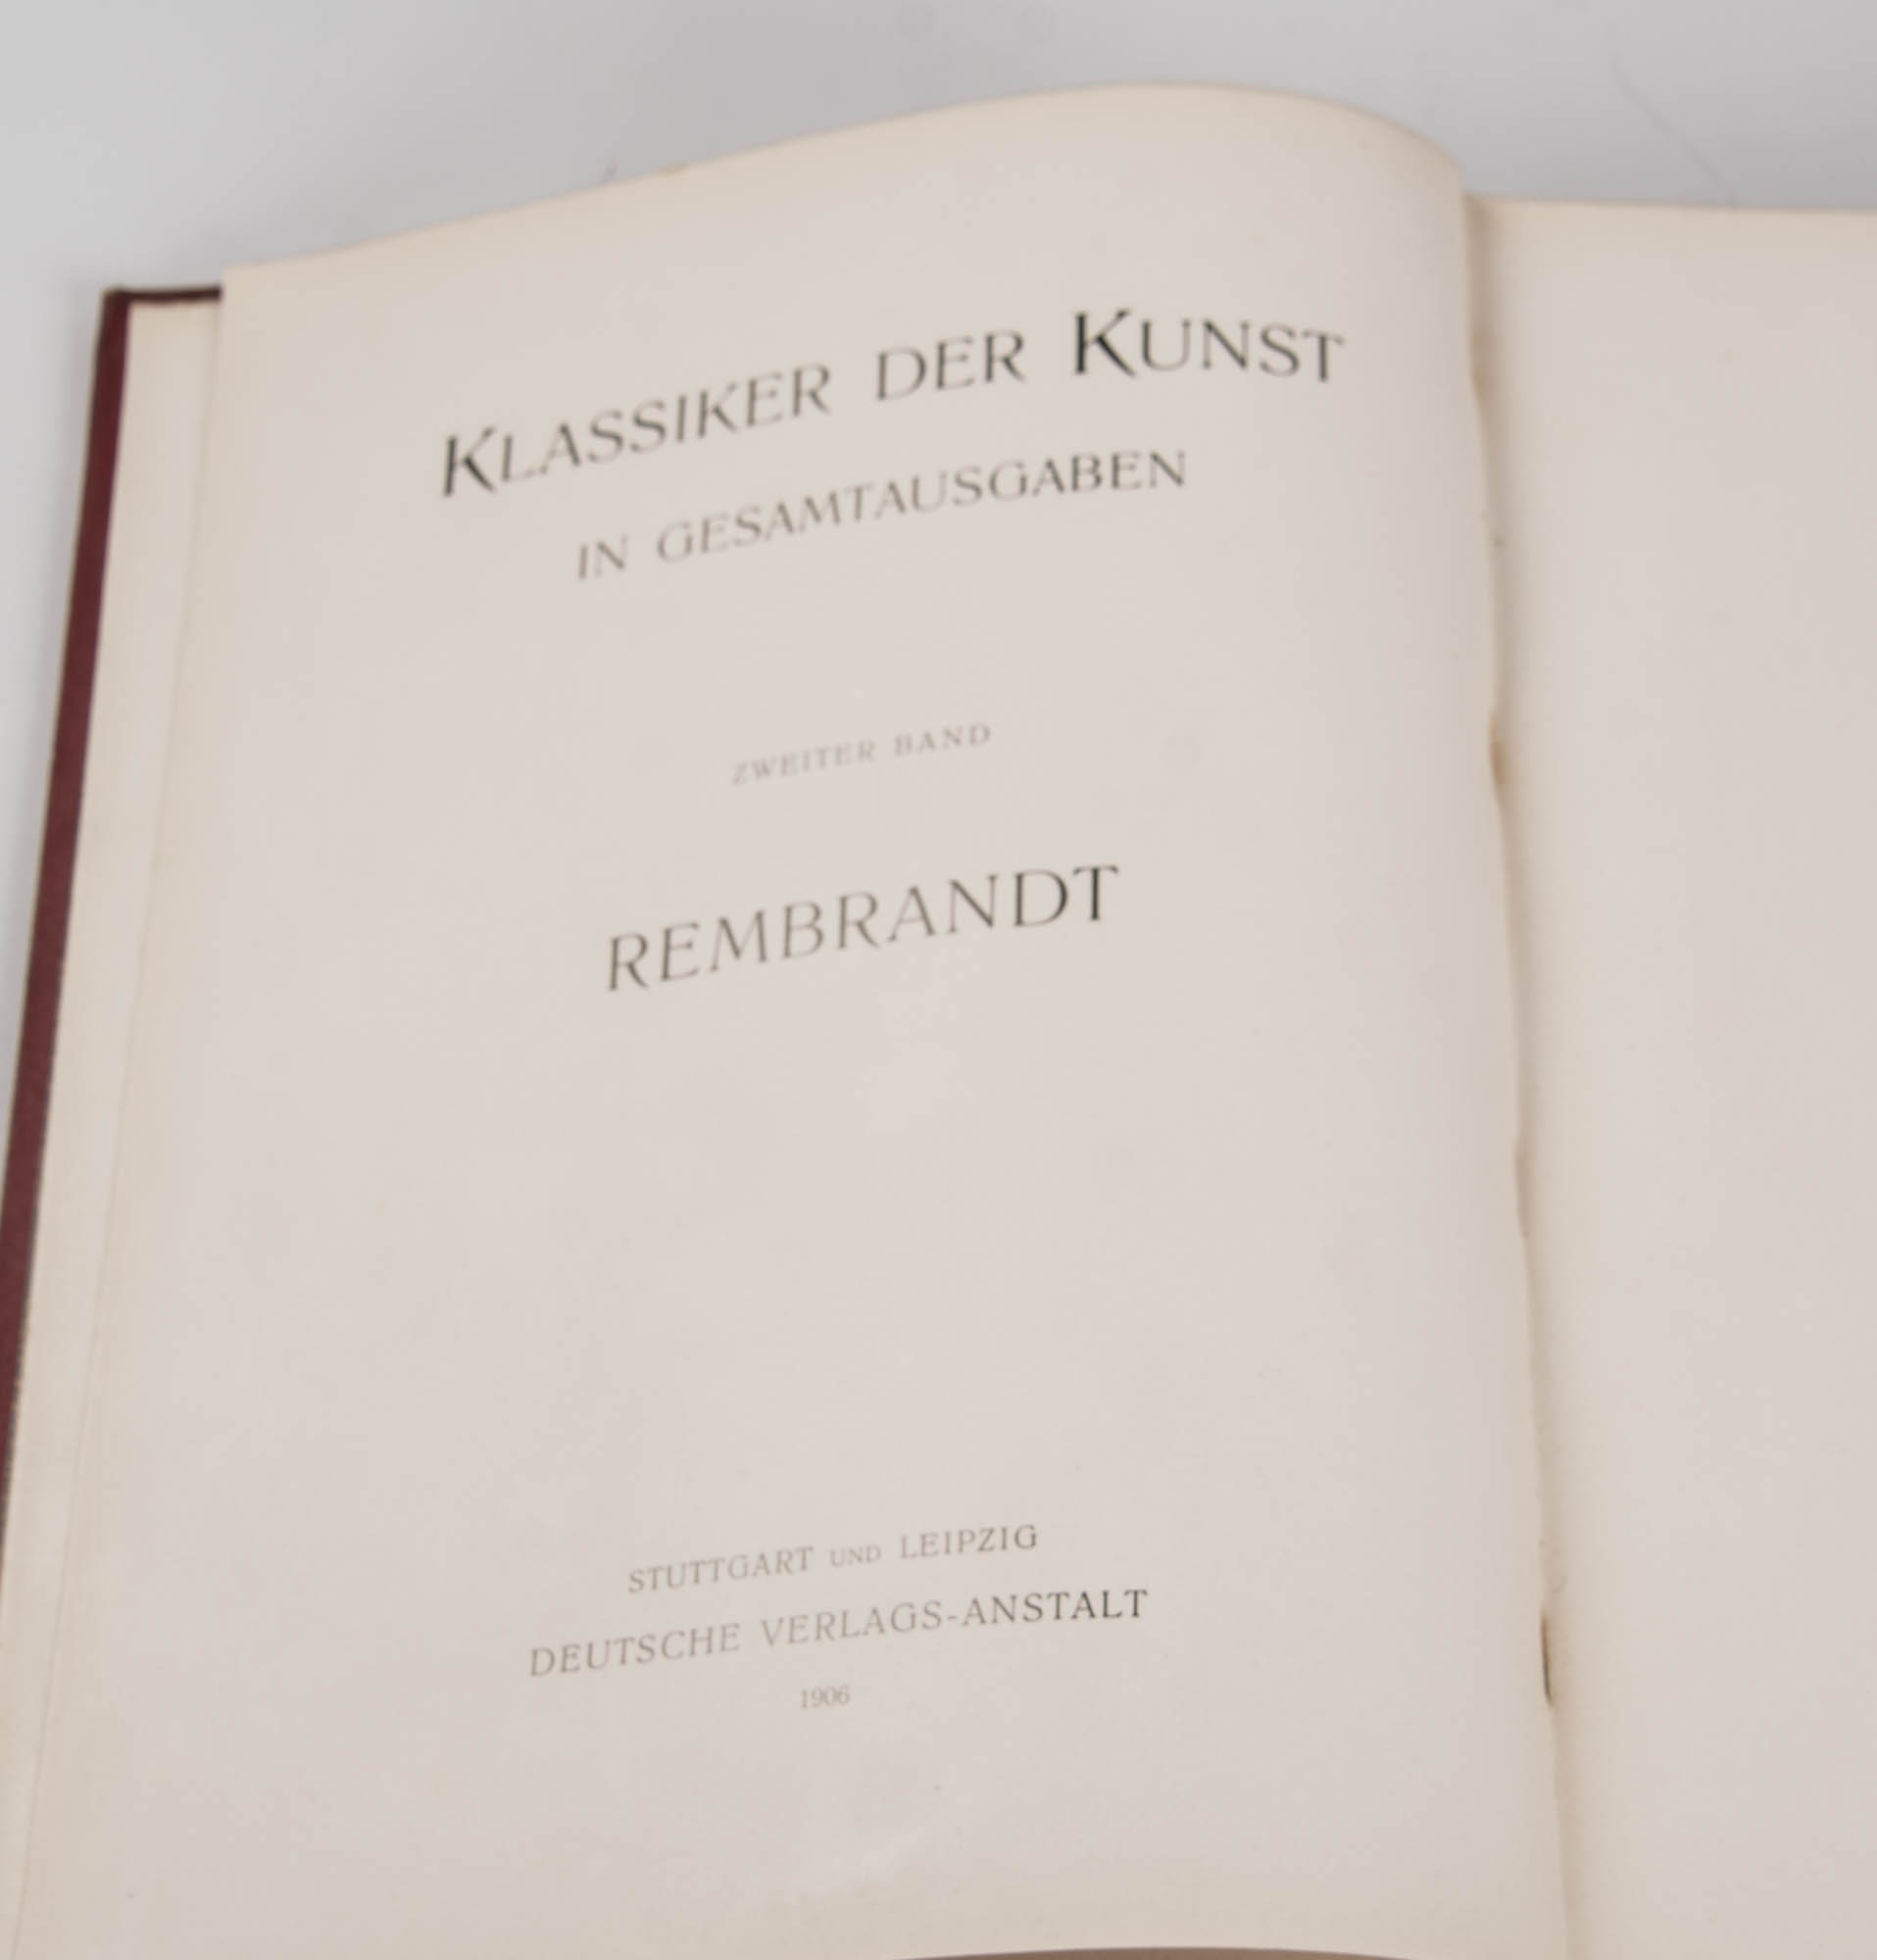 KLASSIKER DER KUNST
IN GESAMTAUSGABEN
ZWEITER BAND
REMBRANDT
STUTTGART UND LEIPZIG
DEUTSCHE VERLAGS-ANSTALT
1906